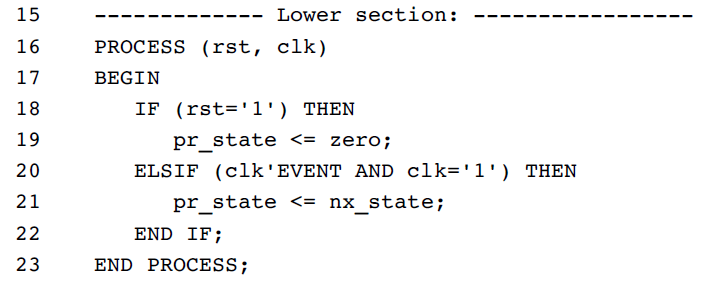 15 ------------- Lower section: -----------------
16 PROCESS (rst, clk)
17 BEGIN
18 IF (rst='1') THEN
19 pr_state <= zero;
20 ELSIF (clk'EVENT AND clk='1') THEN
21 pr_state <= nx_state;
22 END IF;
23 END PROCESS;